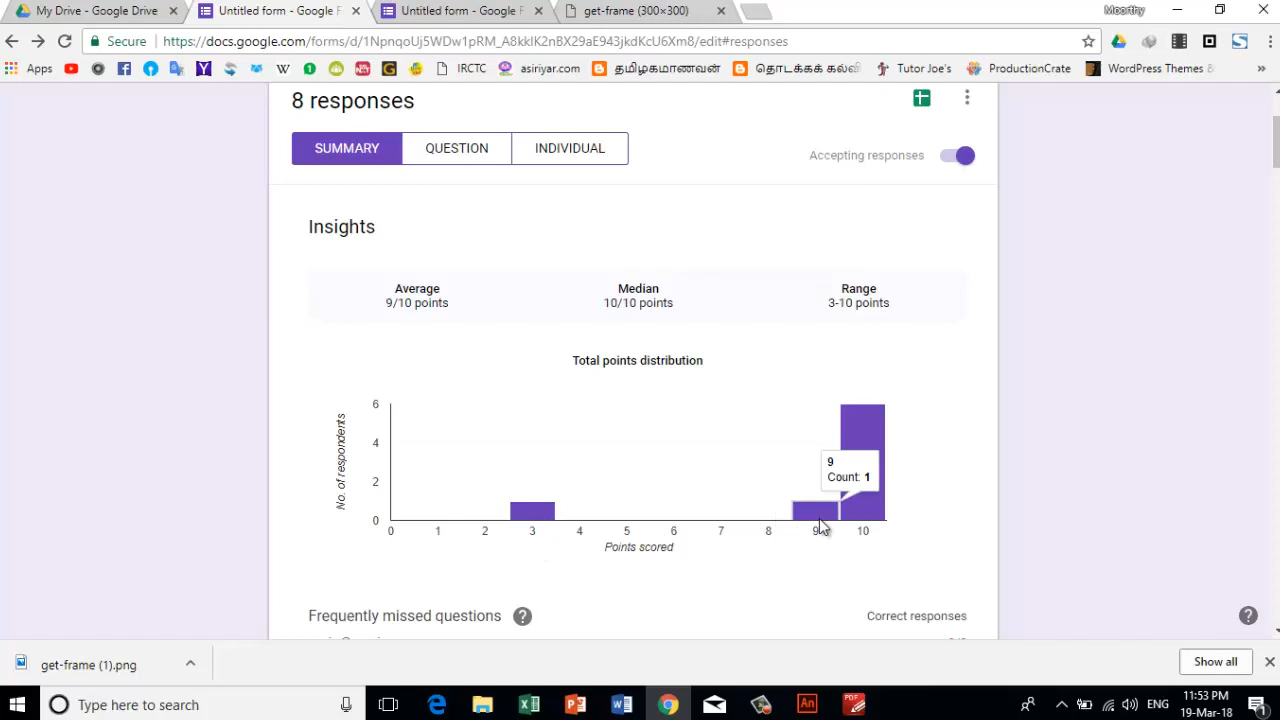 My Drive - Google Drive
Untitled form - Google F
Untitled form - Google F
get-frame (300×300)
Moorthy
Secure https://docs.google.com/forms/d/1NpnqoUj5WDw1pRM_A8kklK2nBX29aE943jkdKcU6Xm8/edit#responses
Apps IRCTC asiriyar.com தமிழகமாணவன் தொடக்கக் கல்வி Tutor Joe's ProductionCrate WordPress Themes &
8 responses
SUMMARY QUESTION INDIVIDUAL
Accepting responses
Insights
Average Median Range
9/10 points 10/10 points 3-10 points
Total points distribution
No. of respondents
6
4
2
0
9
Count: 1
0 1 2 3 4 5 6 7 8 9 10
Points scored
Frequently missed questions ? Correct responses
?
get-frame (1).png
Show all
Type here to search
ENG
11:53 PM
19-Mar-18